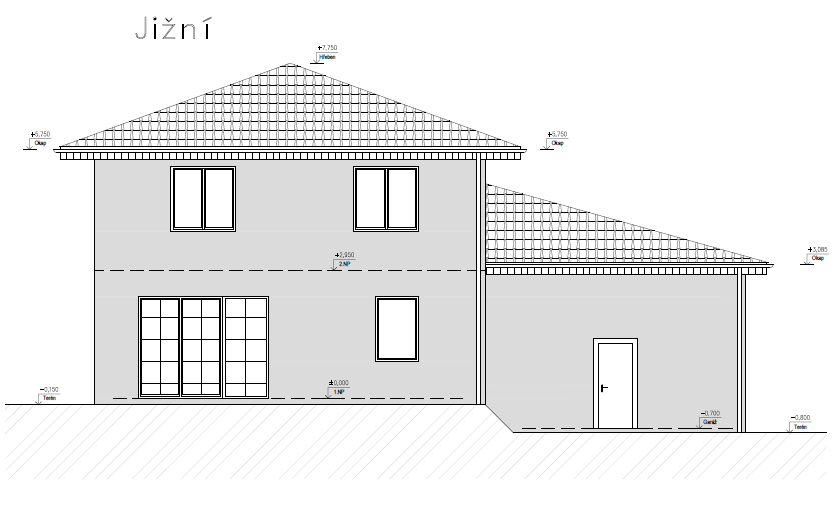 Jižní
+7,750
Hřeben
+5,750
Okap
+5,750
Okap
+2,950
2.NP
+3,085
Okap
±0,000
1.NP
-0,150
Terén
-0,700
Garáž
-0,800
Terén